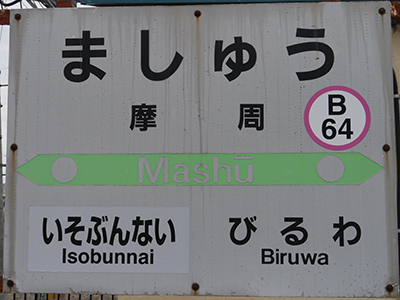 ましゅう
摩周
B
64
Mashū
いそぶんない
Isobunnai
びるわ
Biruwa